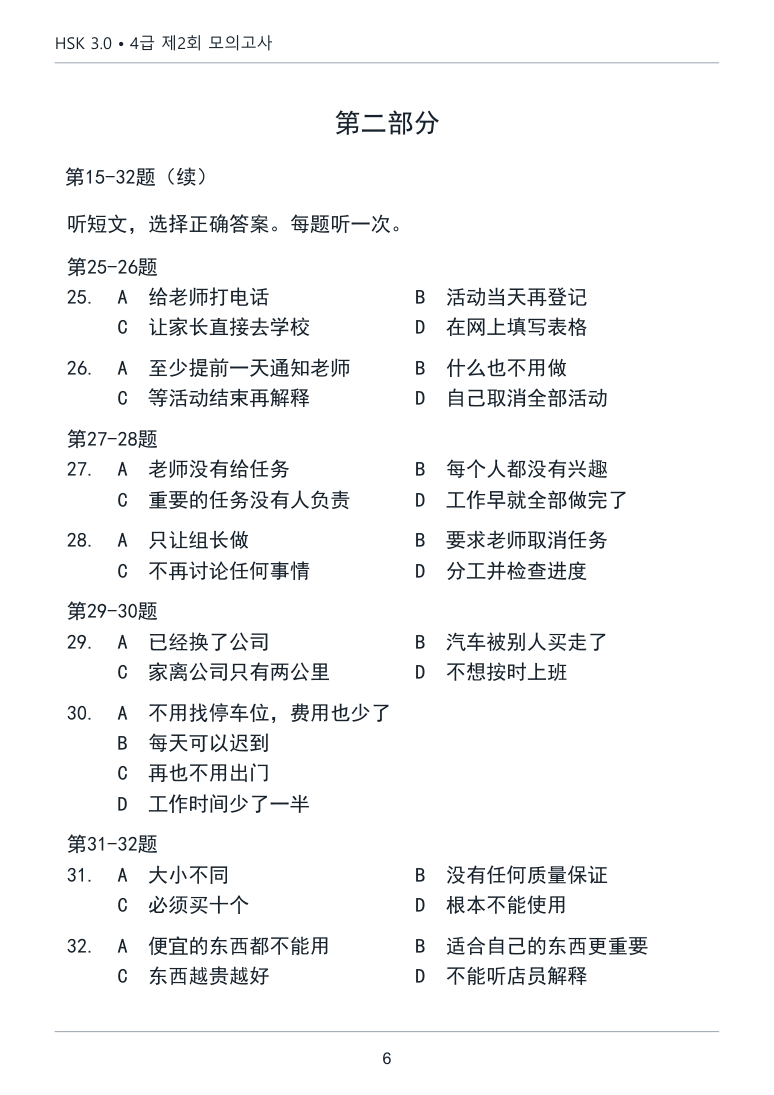 HSK 3.0 • 4급 제2회 모의고사
第二部分
第15-32题（续）
听短文，选择正确答案。每题听一次。
第25-26题
25. A 给老师打电话 B 活动当天再登记
C 让家长直接去学校 D 在网上填写表格
26. A 至少提前一天通知老师 B 什么也不用做
C 等活动结束再解释 D 自己取消全部活动
第27-28题
27. A 老师没有给任务 B 每个人都没有兴趣
C 重要的任务没有人负责 D 工作早就全部做完了
28. A 只让组长做 B 要求老师取消任务
C 不再讨论任何事情 D 分工并检查进度
第29-30题
29. A 已经换了公司 B 汽车被别人买走了
C 家离公司只有两公里 D 不想按时上班
30. A 不用找停车位，费用也少了
B 每天可以迟到
C 再也不用出门
D 工作时间少了一半
第31-32题
31. A 大小不同 B 没有任何质量保证
C 必须买十个 D 根本不能使用
32. A 便宜的东西都不能用 B 适合自己的东西更重要
C 东西越贵越好 D 不能听店员解释
6